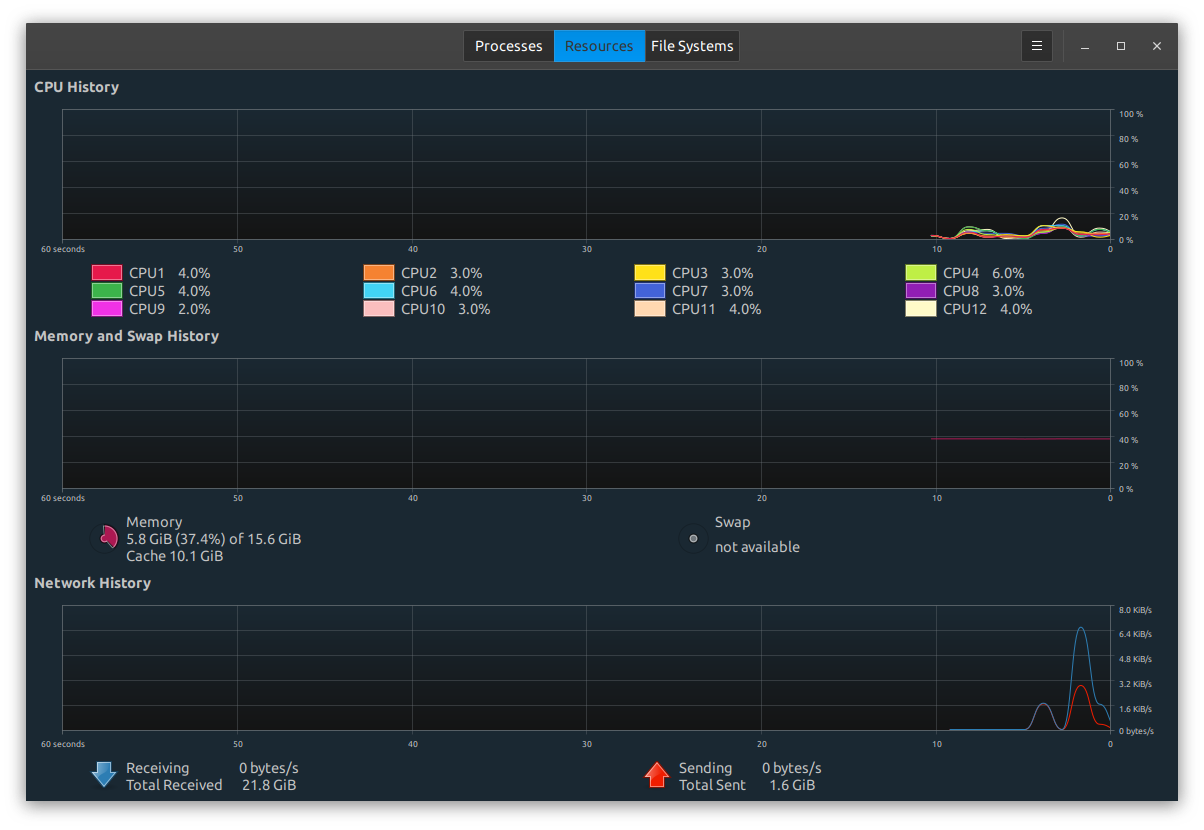 Processes Resources File Systems
CPU History
100 %
80 %
60 %
40 %
20 %
0 %
60 seconds 50 40 30 20 10 0
CPU1 4.0% CPU2 3.0% CPU3 3.0% CPU4 6.0%
CPU5 4.0% CPU6 4.0% CPU7 3.0% CPU8 3.0%
CPU9 2.0% CPU10 3.0% CPU11 4.0% CPU12 4.0%
Memory and Swap History
100 %
80 %
60 %
40 %
20 %
0 %
60 seconds 50 40 30 20 10 0
Memory
5.8 GiB (37.4%) of 15.6 GiB
Cache 10.1 GiB
Swap
not available
Network History
8.0 KiB/s
6.4 KiB/s
4.8 KiB/s
3.2 KiB/s
1.6 KiB/s
0 bytes/s
60 seconds 50 40 30 20 10 0
Receiving 0 bytes/s
Total Received 21.8 GiB
Sending 0 bytes/s
Total Sent 1.6 GiB